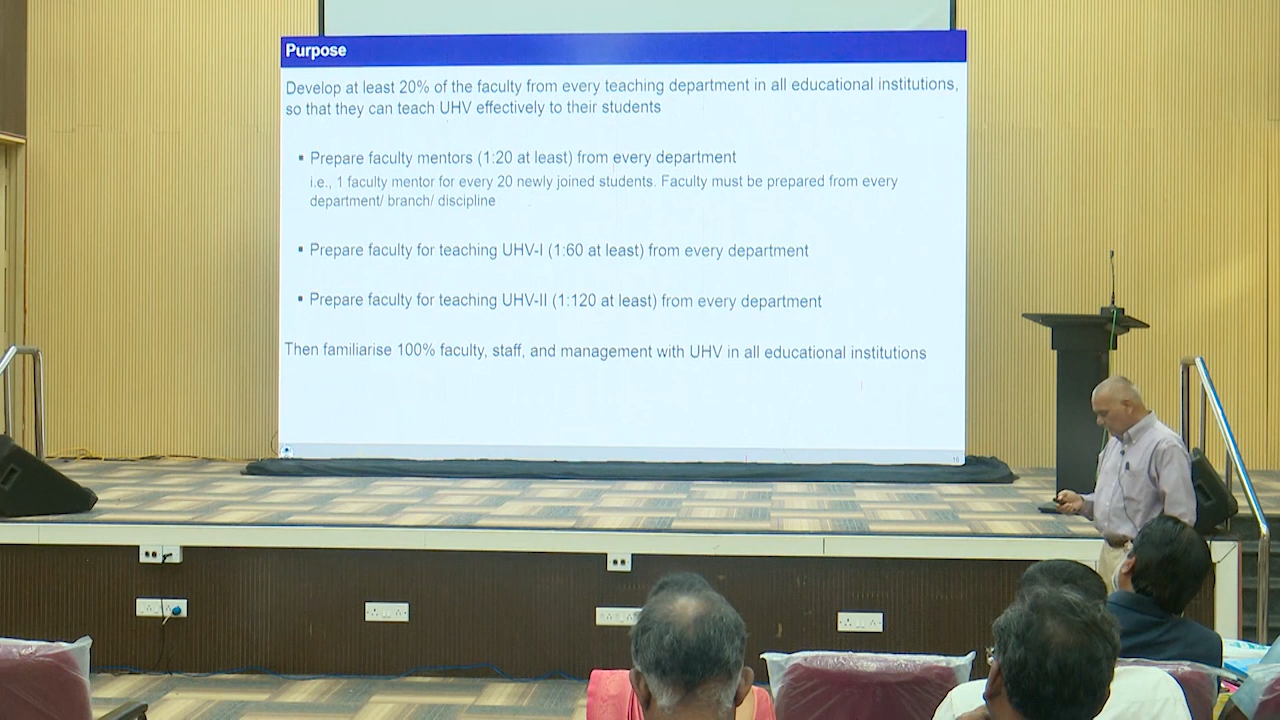 Purpose
Develop at least 20% of the faculty from every teaching department in all educational institutions,
so that they can teach UHV effectively to their students
▪ Prepare faculty mentors (1:20 at least) from every department
i.e., 1 faculty mentor for every 20 newly joined students. Faculty must be prepared from every
department/ branch/ discipline
▪ Prepare faculty for teaching UHV-I (1:60 at least) from every department
▪ Prepare faculty for teaching UHV-II (1:120 at least) from every department
Then familiarise 100% faculty, staff, and management with UHV in all educational institutions